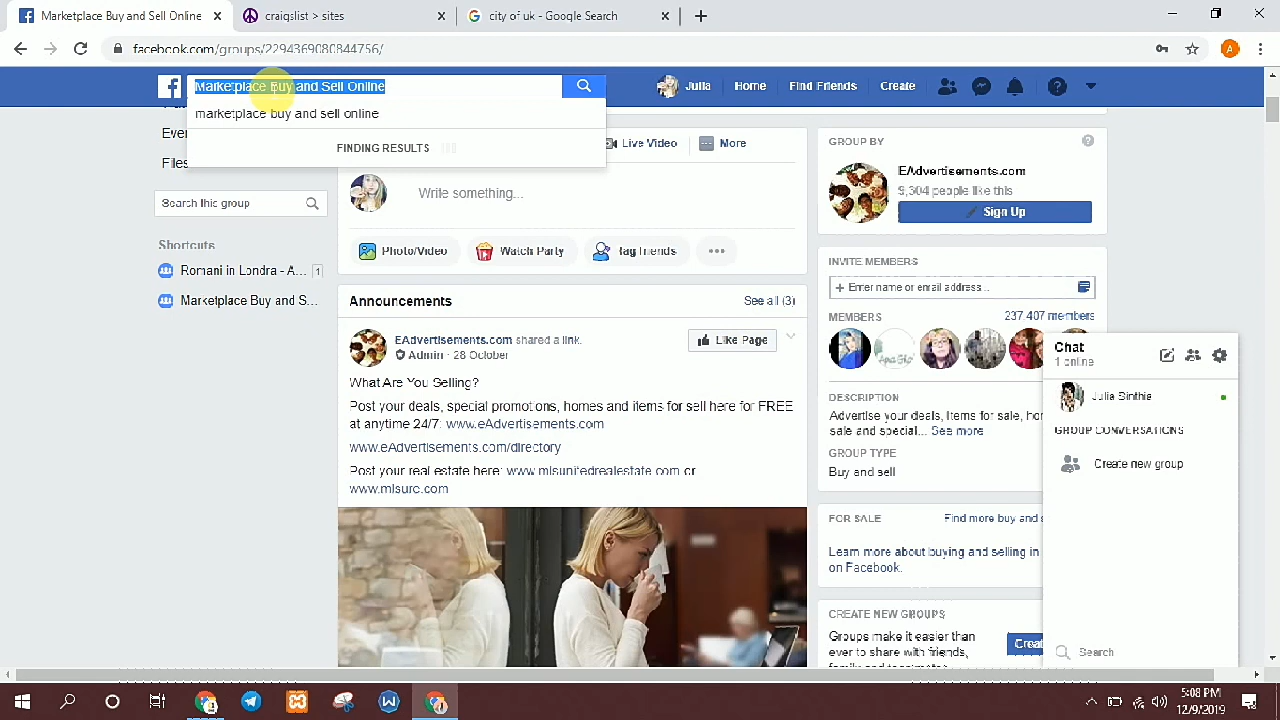 Marketplace Buy and Sell Online
craigslist > sites
city of uk - Google Search
facebook.com/groups/2294369080844756/
A
Marketplace Buy and Sell Online
Julia
Home
Find Friends
Create
marketplace buy and sell online
FINDING RESULTS
Files
Search this group
Shortcuts
Romani in Londra - A... 1
Marketplace Buy and S...
Live Video
More
Write something...
Photo/Video
Watch Party
Tag friends
Announcements
See all (3)
EAdvertisements.com shared a link.
Admin · 28 October
Like Page
What Are You Selling?
Post your deals, special promotions, homes and items for sell here for FREE
at anytime 24/7: www.eAdvertisements.com
www.eAdvertisements.com/directory
Post your real estate here: www.mlsunitedrealestate.com or
www.mlsure.com
GROUP BY
EAdvertisements.com
9,304 people like this
Sign Up
INVITE MEMBERS
+ Enter name or email address...
MEMBERS
237,407 members
DESCRIPTION
Advertise your deals, items for sale, ho
sale and special... See more
GROUP TYPE
Buy and sell
FOR SALE
Find more buy and s
Learn more about buying and selling in
on Facebook.
CREATE NEW GROUPS
Groups make it easier than
ever to share with friends,
Creat
Chat
1 online
Julia Sinthia
GROUP CONVERSATIONS
Create new group
Search
5:08 PM
12/9/2019